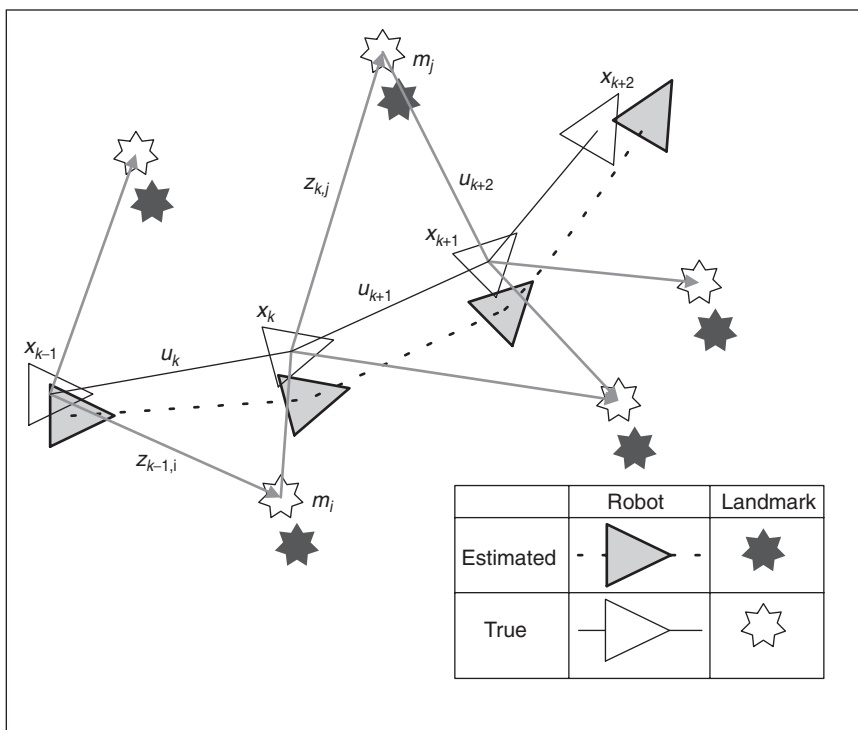 m_j
x_{k+2}
z_{k,j}
u_{k+2}
x_{k+1}
u_{k+1}
x_k
x_{k–1}
u_k
z_{k–1,i}
m_i
Robot Landmark
Estimated
True